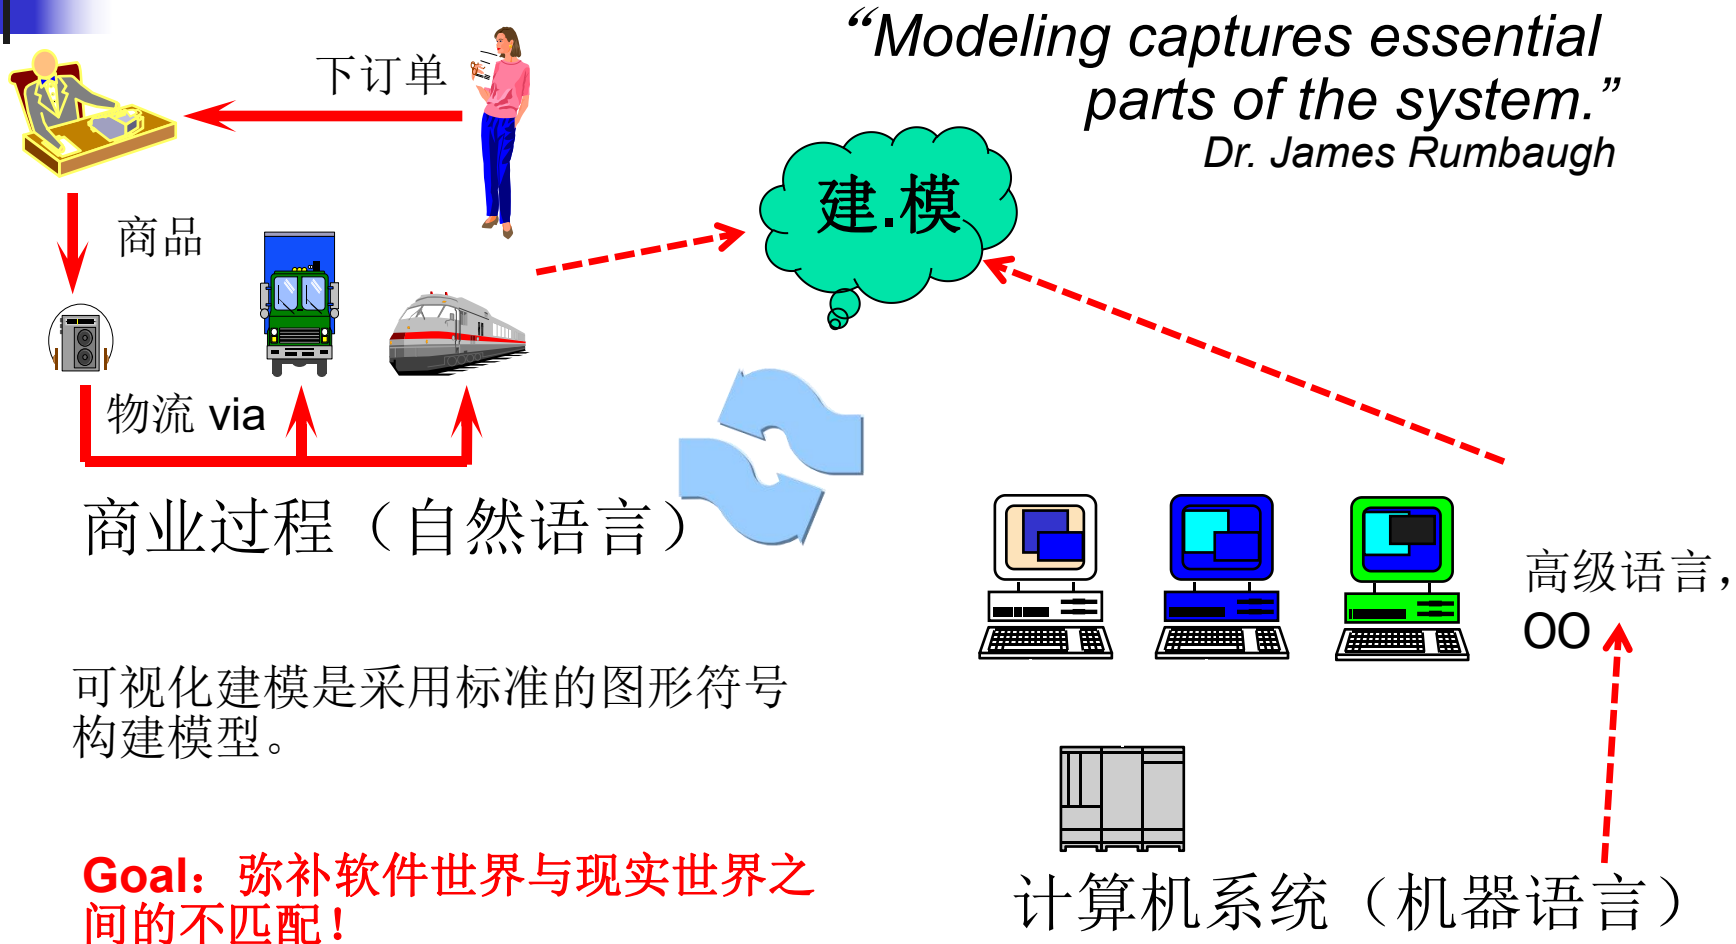 “Modeling captures essential
parts of the system.”
Dr. James Rumbaugh
下订单
建.模
商品
物流 via
商业过程（自然语言）
高级语言，
OO
可视化建模是采用标准的图形符号
构建模型。
Goal：弥补软件世界与现实世界之
间的不匹配！
计算机系统（机器语言）